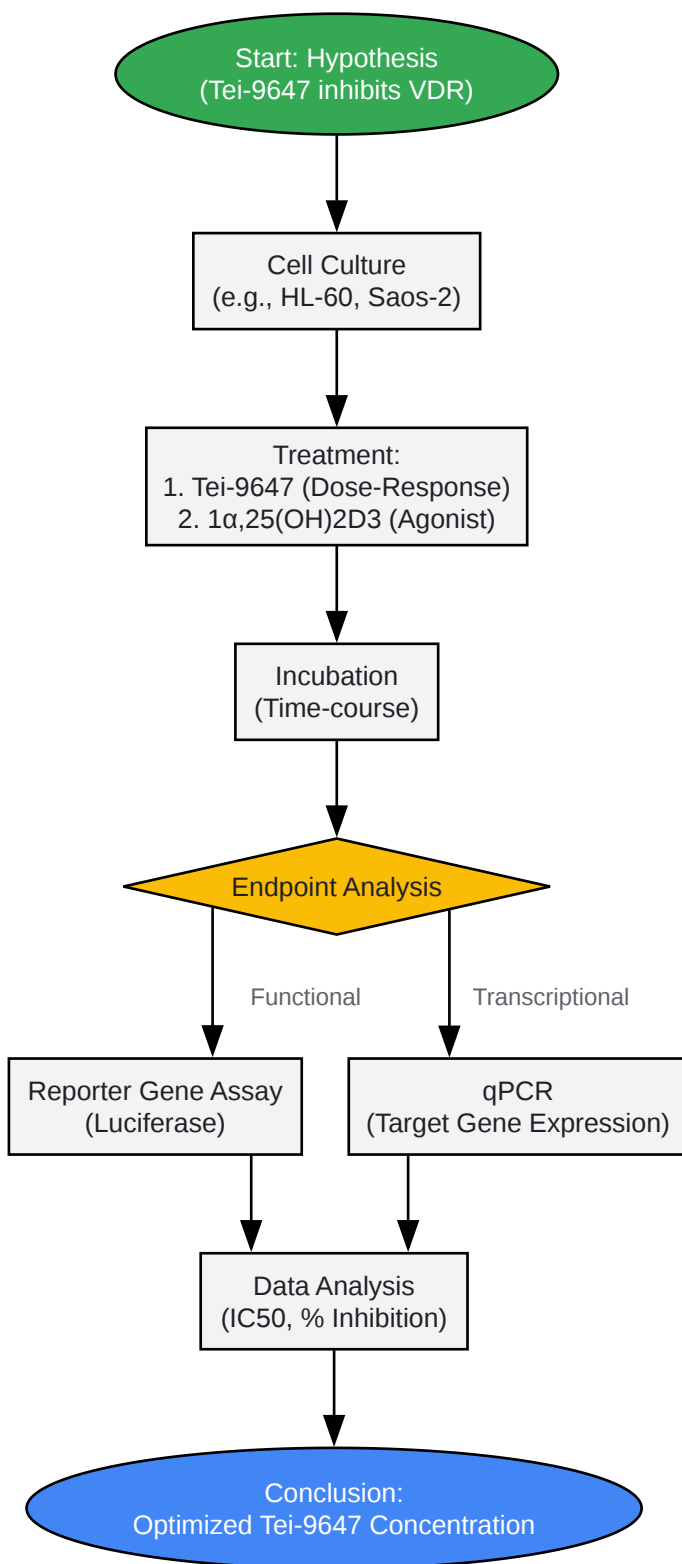 Start: Hypothesis
(Tei-9647 inhibits VDR)
Cell Culture
(e.g., HL-60, Saos-2)
Treatment:
1. Tei-9647 (Dose-Response)
2. 1α,25(OH)2D3 (Agonist)
Incubation
(Time-course)
Endpoint Analysis
Functional
Transcriptional
Reporter Gene Assay
(Luciferase)
qPCR
(Target Gene Expression)
Data Analysis
(IC50, % Inhibition)
Conclusion:
Optimized Tei-9647 Concentration